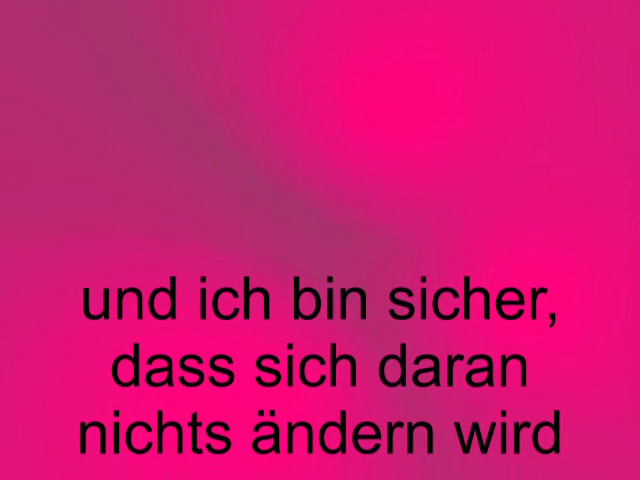 und ich bin sicher,
dass sich daran
nichts ändern wird